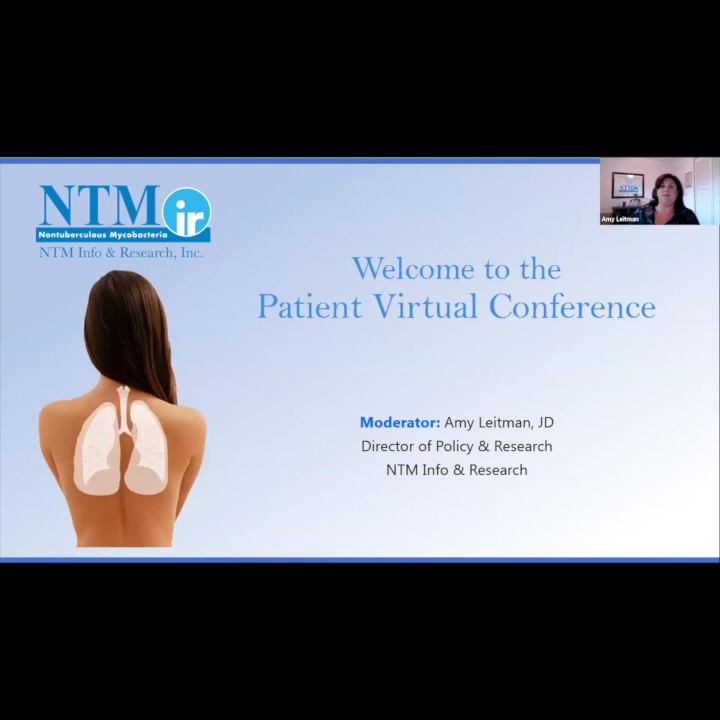 NTM ir
Nontuberculous Mycobacteria
NTM Info & Research, Inc.
Amy Leitman
Welcome to the
Patient Virtual Conference
Moderator: Amy Leitman, JD
Director of Policy & Research
NTM Info & Research